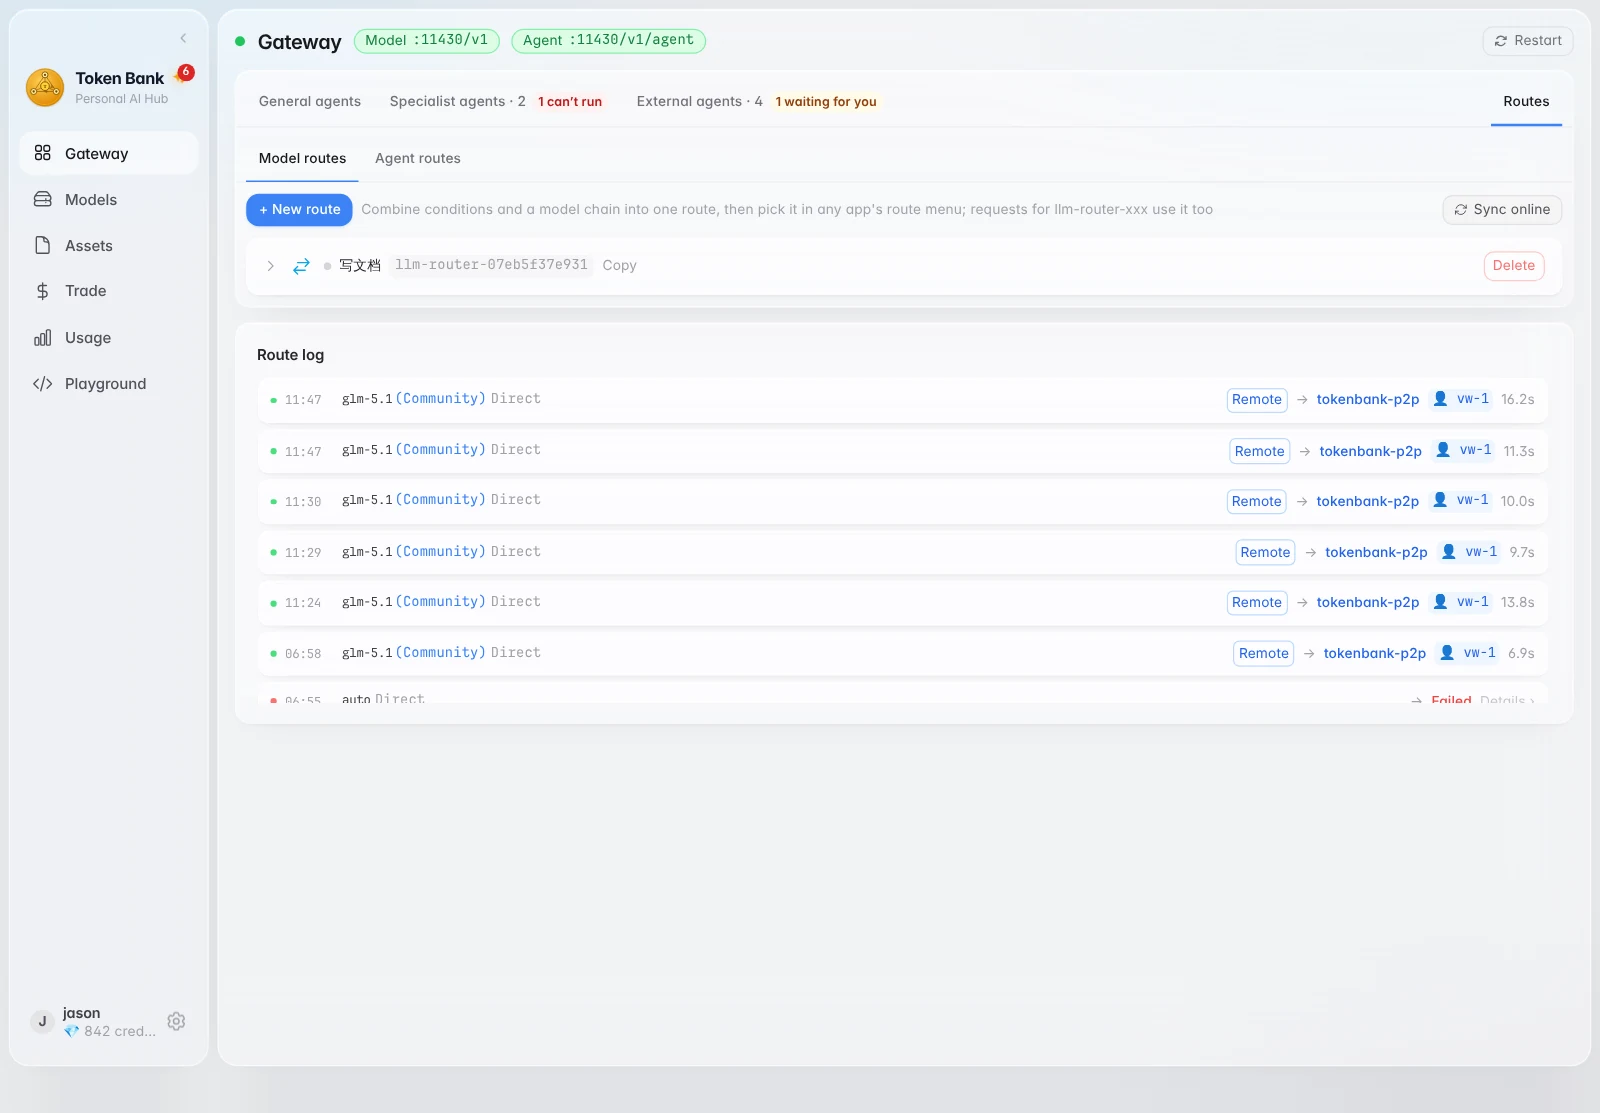 Token Bank
6
Personal AI Hub
Gateway
Models
Assets
Trade
Usage
Playground
J
jason
842 cred...
Gateway
Model :11430/v1
Agent :11430/v1/agent
Restart
General agents
Specialist agents · 2
1 can't run
External agents · 4
1 waiting for you
Routes
Model routes
Agent routes
+ New route
Combine conditions and a model chain into one route, then pick it in any app's route menu; requests for llm-router-xxx use it too
Sync online
写文档 llm-router-07eb5f37e931 Copy
Delete
Route log
11:47 glm-5.1 (Community) Direct Remote → tokenbank-p2p vw-1 16.2s
11:47 glm-5.1 (Community) Direct Remote → tokenbank-p2p vw-1 11.3s
11:30 glm-5.1 (Community) Direct Remote → tokenbank-p2p vw-1 10.0s
11:29 glm-5.1 (Community) Direct Remote → tokenbank-p2p vw-1 9.7s
11:24 glm-5.1 (Community) Direct Remote → tokenbank-p2p vw-1 13.8s
06:58 glm-5.1 (Community) Direct Remote → tokenbank-p2p vw-1 6.9s
06:55 auto Direct → Failed Details ›